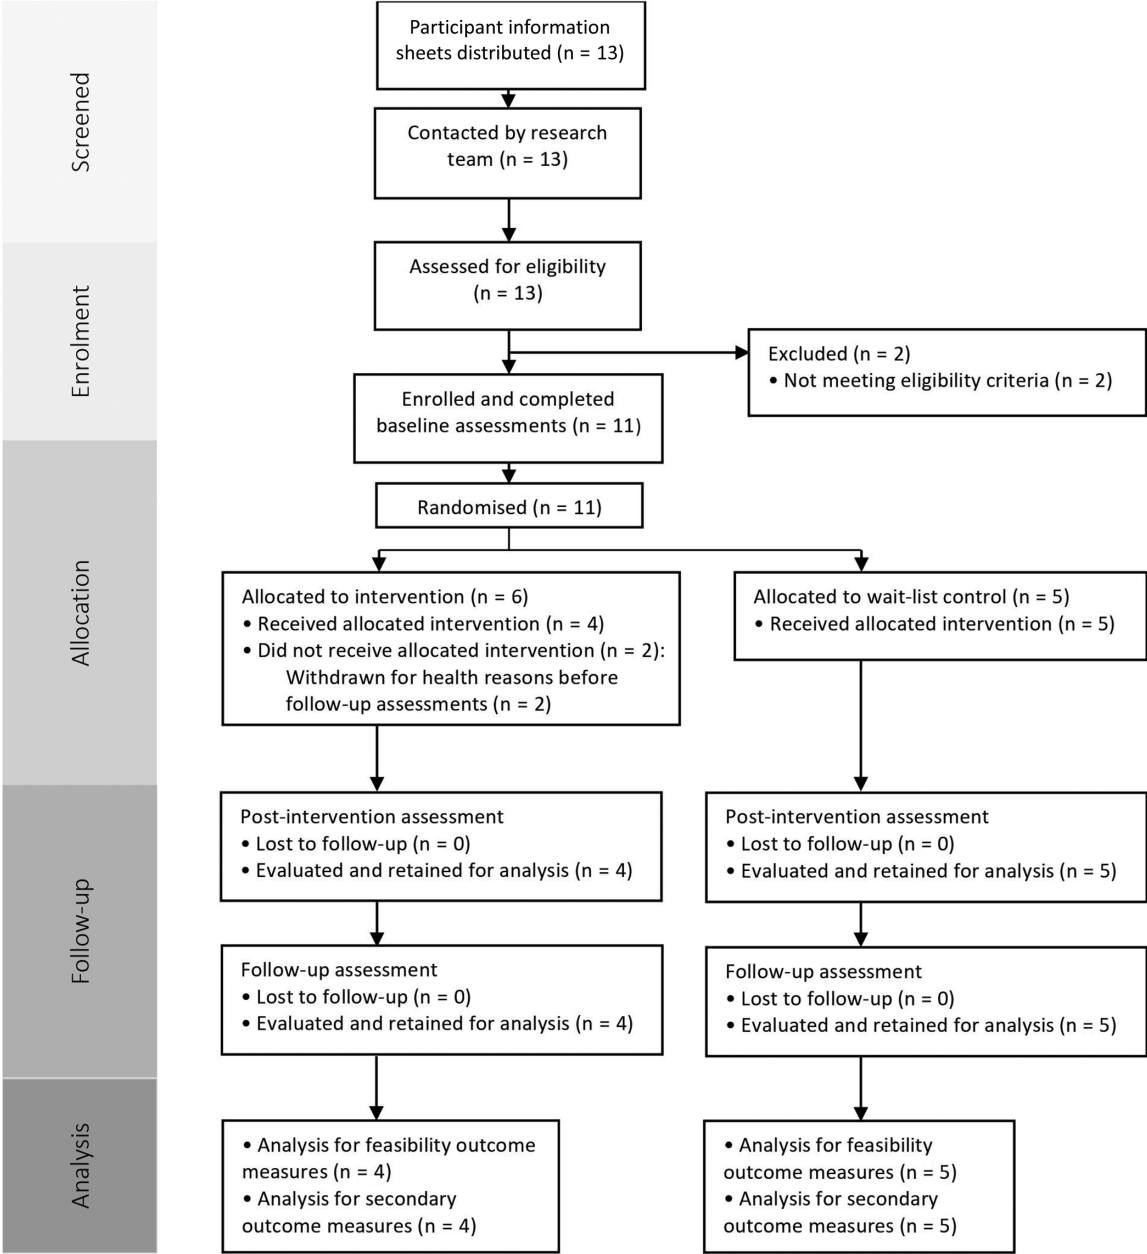 Screened
Participant information
sheets distributed (n = 13)
Contacted by research
team (n = 13)
Enrolment
Assessed for eligibility
(n = 13)
Excluded (n = 2)
• Not meeting eligibility criteria (n = 2)
Enrolled and completed
baseline assessments (n = 11)
Allocation
Randomised (n = 11)
Allocated to intervention (n = 6)
• Received allocated intervention (n = 4)
• Did not receive allocated intervention (n = 2):
Withdrawn for health reasons before
follow-up assessments (n = 2)
Allocated to wait-list control (n = 5)
• Received allocated intervention (n = 5)
Follow-up
Post-intervention assessment
• Lost to follow-up (n = 0)
• Evaluated and retained for analysis (n = 4)
Post-intervention assessment
• Lost to follow-up (n = 0)
• Evaluated and retained for analysis (n = 5)
Follow-up assessment
• Lost to follow-up (n = 0)
• Evaluated and retained for analysis (n = 4)
Follow-up assessment
• Lost to follow-up (n = 0)
• Evaluated and retained for analysis (n = 5)
Analysis
• Analysis for feasibility outcome
measures (n = 4)
• Analysis for secondary
outcome measures (n = 4)
• Analysis for feasibility
outcome measures (n = 5)
• Analysis for secondary
outcome measures (n = 5)